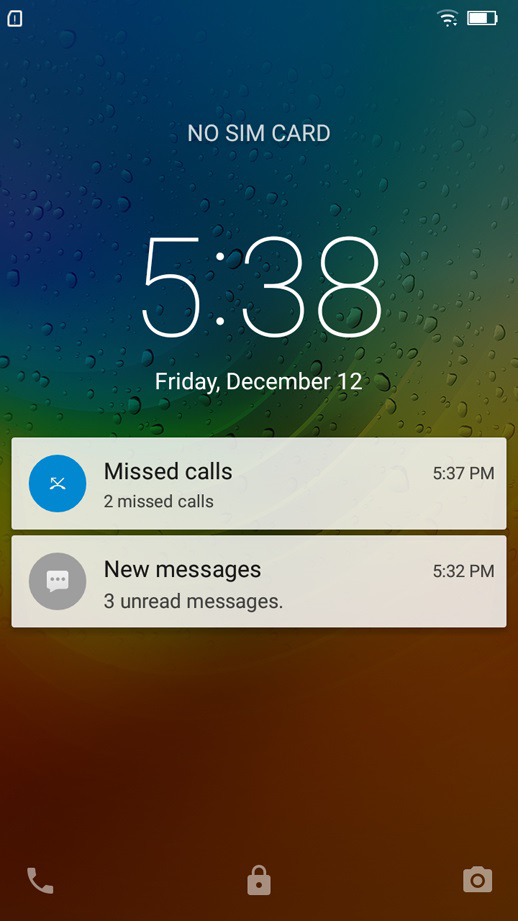 NO SIM CARD
5:38
Friday, December 12
Missed calls 5:37 PM
2 missed calls
New messages 5:32 PM
3 unread messages.